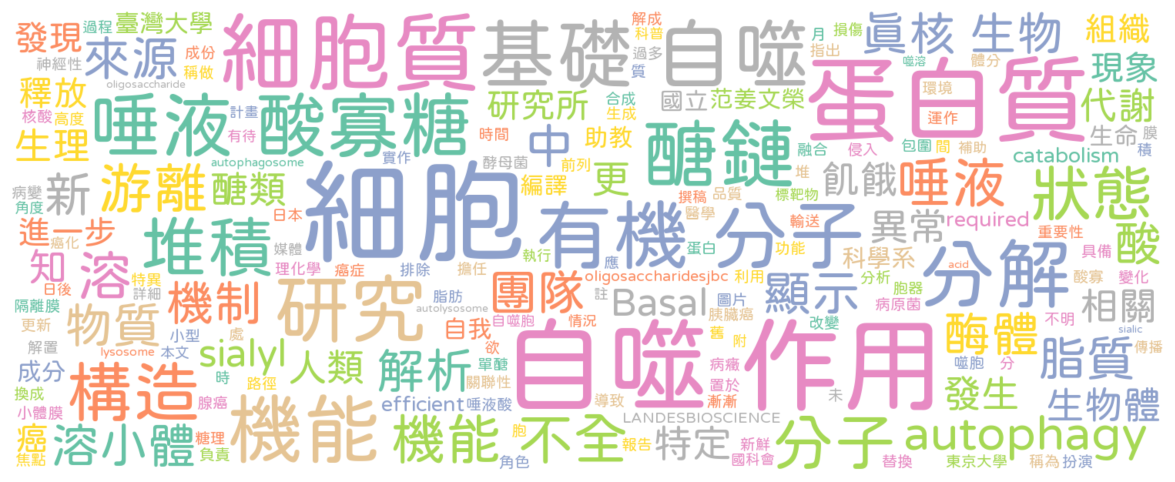 發現
過程
臺灣大學
神經性
來源
成份
稱做
oligosaccharide
細胞質
基礎
自噬
解成
科普
損傷
過多
質
月
指出
噬溶
體分
眞核
生物
組織
現象
環境
釋放
核酸
高度
唾液
酸寡糖
計畫
有待
研究所
時間
合成
生成
國立
范姜文榮
蛋白質
運作
代謝
生理
autophagosome
實作
中
酵母菌
助教
前列
醣鏈
融合
侵入
包圍
間
補助
生命
膜
積
catabolism
病變
角度
新
游離
醣類
編譯
更
堆
撰稿
品質
醫學
標靶物
飢餓
唾液
狀態
日本
細胞
有機
分子
輸送
異常
required
重要性
酸
進一步
癌化
堆積
媒體
知
溶
日後
特異
詳細
機制
理化學
癌症
排除
擔任
執行
應
蛋白
功能
科學系
分析
胞器
病原菌
分解
具備
酸寡
變化
acid
隔離膜
更新
物質
小型
處
研究
脂肪
autolysosome
自我
自噬胞
欲
團隊
情況
oligosaccharidesjbc
利用
註
Basal
圖片
胰臟癌
舊
附
顯示
改變
不明
相關
sialic
解置
lysosome
本文
sialyl
人類
解析
單醣
關聯性
自噬作用
病癥
酶體
噬胞
分
脂質
傳播
成分
換成
構造
時
路徑
efficient
唾液酸
置於
導致
漸漸
未
發生
生物體
小體膜
腺癌
機能
LANDESBIOSCIENCE
癌
焦點
溶小體
糖理
負責
機能
不全
胞
角色
報告
特定
新鮮
國科會
分子
替換
autophagy
東京大學
稱為
扮演